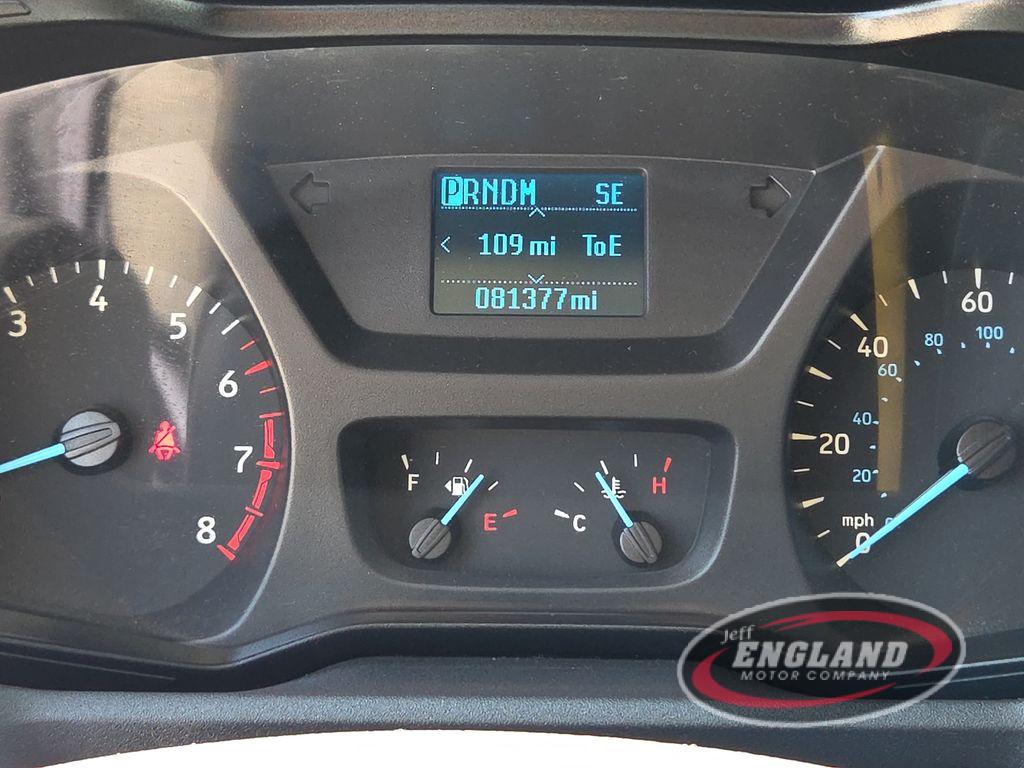 PRNDM SE
< 109 mi ToE
081377mi
3 4 5 6 7 8
F E
C H
0 20 40 60
mph
20 40 60 80 100
Jeff
ENGLAND
MOTOR COMPANY